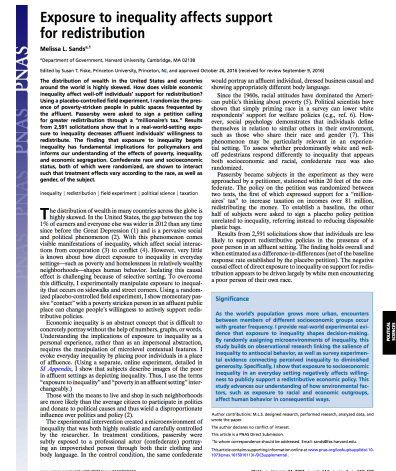 Exposure to inequality affects support
for redistribution
Melissa L. Sands
Department of Government, Harvard University, Cambridge, MA 02138
Edited by Susan T. Fiske, Princeton University, Princeton, NJ, and approved October 26, 2016 (received for review September 9, 2016)
The distribution of wealth in the United States and countries
around the world is highly skewed. How does visible economic
inequality affect well-off individuals' support for redistribution?
Using a placebo-controlled field experiment, I randomize the pres-
ence of poverty-stricken people in public spaces frequented by
the affluent. Passersby were asked to sign a petition calling
for greater redistribution through a "millionaire's tax." Results
from 2,591 solicitations show that in a real-world-setting expo-
sure to inequality decreases affluent individuals' willingness to
redistribute. The finding that exposure to inequality begets
inequality has fundamental implications for policymakers and
informs our understanding of the effects of poverty, inequality,
and economic segregation. Confederate race and socioeconomic
status, both of which were randomized, are shown to interact
such that treatment effects vary according to the race, as well as
gender, of the subject.
inequality | redistribution | field experiment | political science | taxation
The distribution of wealth in many countries across the globe is
highly skewed. In the United States, the gap between the top
1% of earners and everyone else was wider in 2012 than any time
since before the Great Depression (1) and is a pervasive social
and political phenomenon (2). With this phenomenon comes
visible manifestations of inequality, which affect social interac-
tions from cooperation (3) to conflict (4). However, very little
is known about how direct exposure to inequality in everyday
settings—such as poverty and homelessness in relatively wealthy
neighborhoods—shapes human behavior. Isolating this causal
effect is challenging because of selective sorting. To overcome
this difficulty, I experimentally manipulate exposure to inequal-
ity that occurs on sidewalks and street corners. Using a random-
ized placebo-controlled field experiment, I show momentary pas-
sive "contact" with a poverty stricken person in an affluent public
place can change people's willingness to actively support redis-
tributive policies.
Economic inequality is an abstract concept that is difficult to
concretely portray without the help of numbers, graphs, or words.
Understanding the implications of exposure to inequality as a
personal experience, rather than as an impersonal abstraction,
requires the manipulation of microlevel contextual features. I
evoke everyday inequality by placing poor individuals in a place
of affluence. (Using a separate, online experiment, detailed in
SI Appendix, I show that subjects describe images of the poor
in affluent settings as depicting inequality. Thus, I use the terms
"exposure to inequality" and "poverty in an affluent setting" inter-
changeably.)
Those with the means to live and shop in such neighborhoods
are more likely than the average citizen to participate in politics
and donate to political causes and thus wield a disproportionate
influence over politics and policy (2).
The experimental intervention created a microenvironment of
inequality that was both highly realistic and carefully controlled
by the researcher. In treatment conditions, passersby were
subtly exposed to a professional actor (confederate) portray-
ing an impoverished person through both their clothing and
body language. In the control condition, the same confederate
would portray an affluent individual, dressed business casual and
showing appropriately different body language.
Since the 1960s, racial attitudes have dominated the Ameri-
can public's thinking about poverty (5). Political scientists have
shown that simply priming race in a survey can lower white
respondents' support for welfare policies (e.g., ref. 6). How-
ever, social psychology demonstrates that individuals define
themselves in relation to similar others in their environment,
such as those who share their race and gender (7). This
phenomenon may be particularly relevant in an experi-
mental setting. To assess whether predominantly white and well-
off pedestrians respond differently to inequality that appears
both socioeconomic and racial, confederate race was also
randomized.
Passersby became subjects in the experiment as they were
approached by a petitioner, stationed within 20 feet of the con-
federate. The policy on the petition was randomized between
two texts, the first of which expressed support for a "million-
aires' tax" to increase taxation on incomes over $1 million,
redistributing the money. To establish a baseline, the other
half of subjects were asked to sign a placebo policy petition
unrelated to inequality, referring instead to reducing disposable
plastic bags.
Results from 2,591 solicitations show that individuals are less
likely to support redistributive policies in the presence of a
poor person in an affluent setting. The finding holds overall and
when estimated as a difference-in-differences (net of the baseline
response rate established by the placebo petition). The negative
causal effect of direct exposure to inequality on support for redis-
tribution appears to be driven largely by white men encountering
a poor person of their own race.
Significance
As the world's population grows more urban, encounters
between members of different socioeconomic groups occur
with greater frequency. I provide real-world experimental evi-
dence that exposure to inequality shapes decision-making.
By randomly assigning microenvironments of inequality, this
study builds on observational research linking the salience of
inequality to antisocial behavior, as well as survey experimen-
tal evidence connecting perceived inequality to diminished
generosity. Specifically, I show that exposure to socioeconomic
inequality in an everyday setting negatively affects willing-
ness to publicly support a redistributive economic policy. This
study advances our understanding of how environmental fac-
tors, such as exposure to racial and economic outgroups,
affect human behavior in consequential ways.
Author contributions: M.L.S. designed research, performed research, analyzed data, and
wrote the paper.
The author declares no conflict of interest.
This article is a PNAS Direct Submission.
To whom correspondence should be addressed. Email: sands@fas.harvard.edu.
This article contains supporting information online at
PNAS
PNAS
POLITICAL
SCIENCES